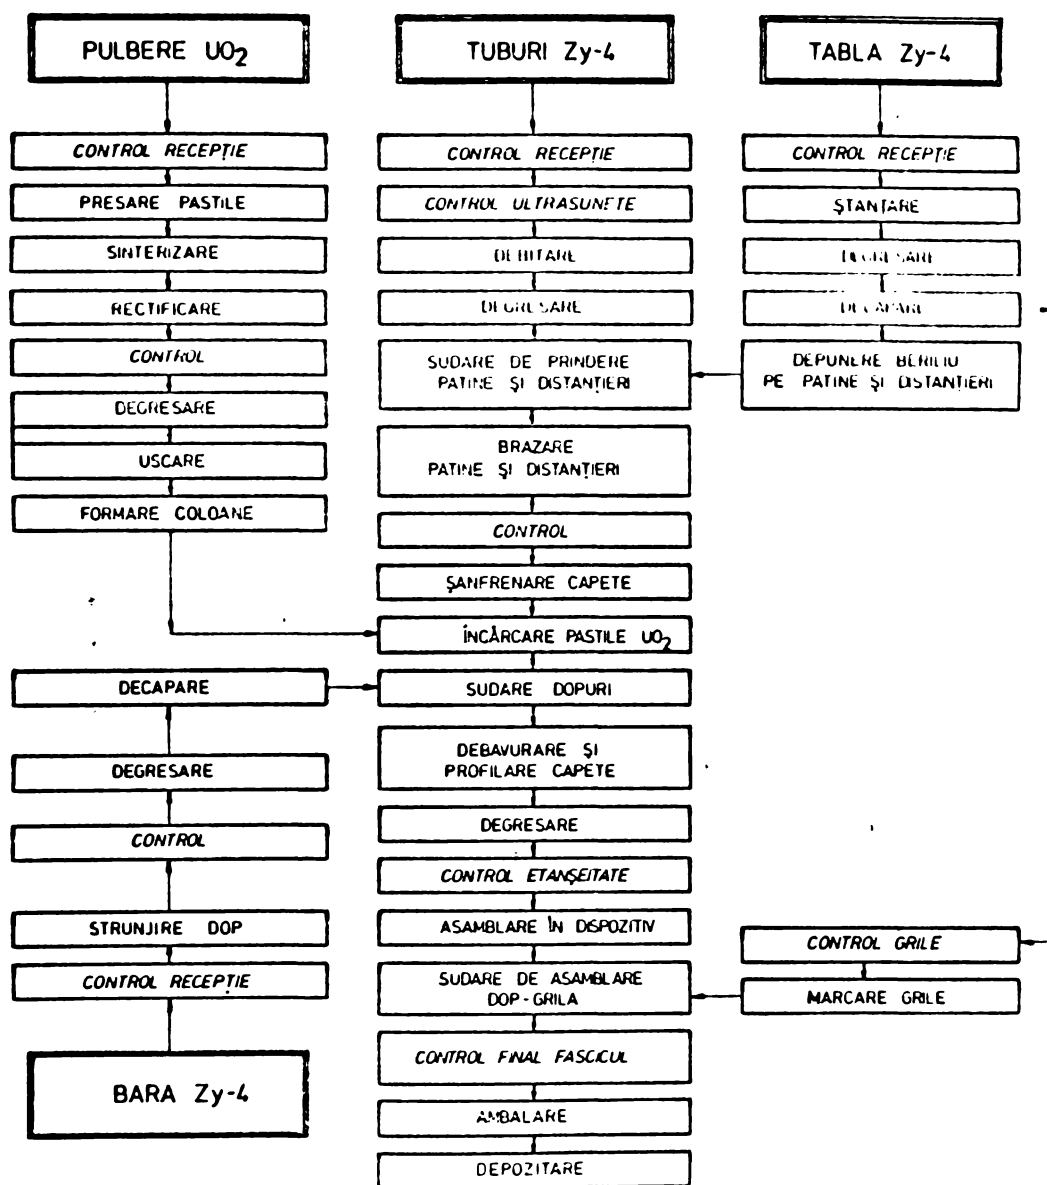 PULBERE UO2
CONTROL RECEPȚIE
PRESARE PASTILE
SINTERIZARE
RECTIFICARE
CONTROL
DEGRESARE
USCARE
FORMARE COLOANE
TUBURI Zy-4
CONTROL RECEPȚIE
CONTROL ULTRASUNETE
DEBITARE
DEGRESARE
SUDARE DE PRINDERE
PATINE ȘI DISTANȚIERI
BRAZARE
PATINE ȘI DISTANȚIERI
CONTROL
ȘANFRENARE CAPETE
ÎNCĂRCARE PASTILE UO2
SUDARE DOPURI
DEBAVURARE ȘI
PROFILARE CAPETE
DEGRESARE
CONTROL ETANȘEITATE
ASAMBLARE ÎN DISPOZITIV
SUDARE DE ASAMBLARE
DOP-GRILA
CONTROL FINAL FASCICUL
AMBALARE
DEPOZITARE
TABLA Zy-4
CONTROL RECEPȚIE
ȘTANȚARE
DEGRESARE
DECAPARE
DEPUNERE BERILIU
PE PATINE ȘI DISTANȚIERI
CONTROL GRILE
MARCARE GRILE
DECAPARE
DEGRESARE
CONTROL
STRUNJIRE DOP
CONTROL RECEPȚIE
BARA Zy-4